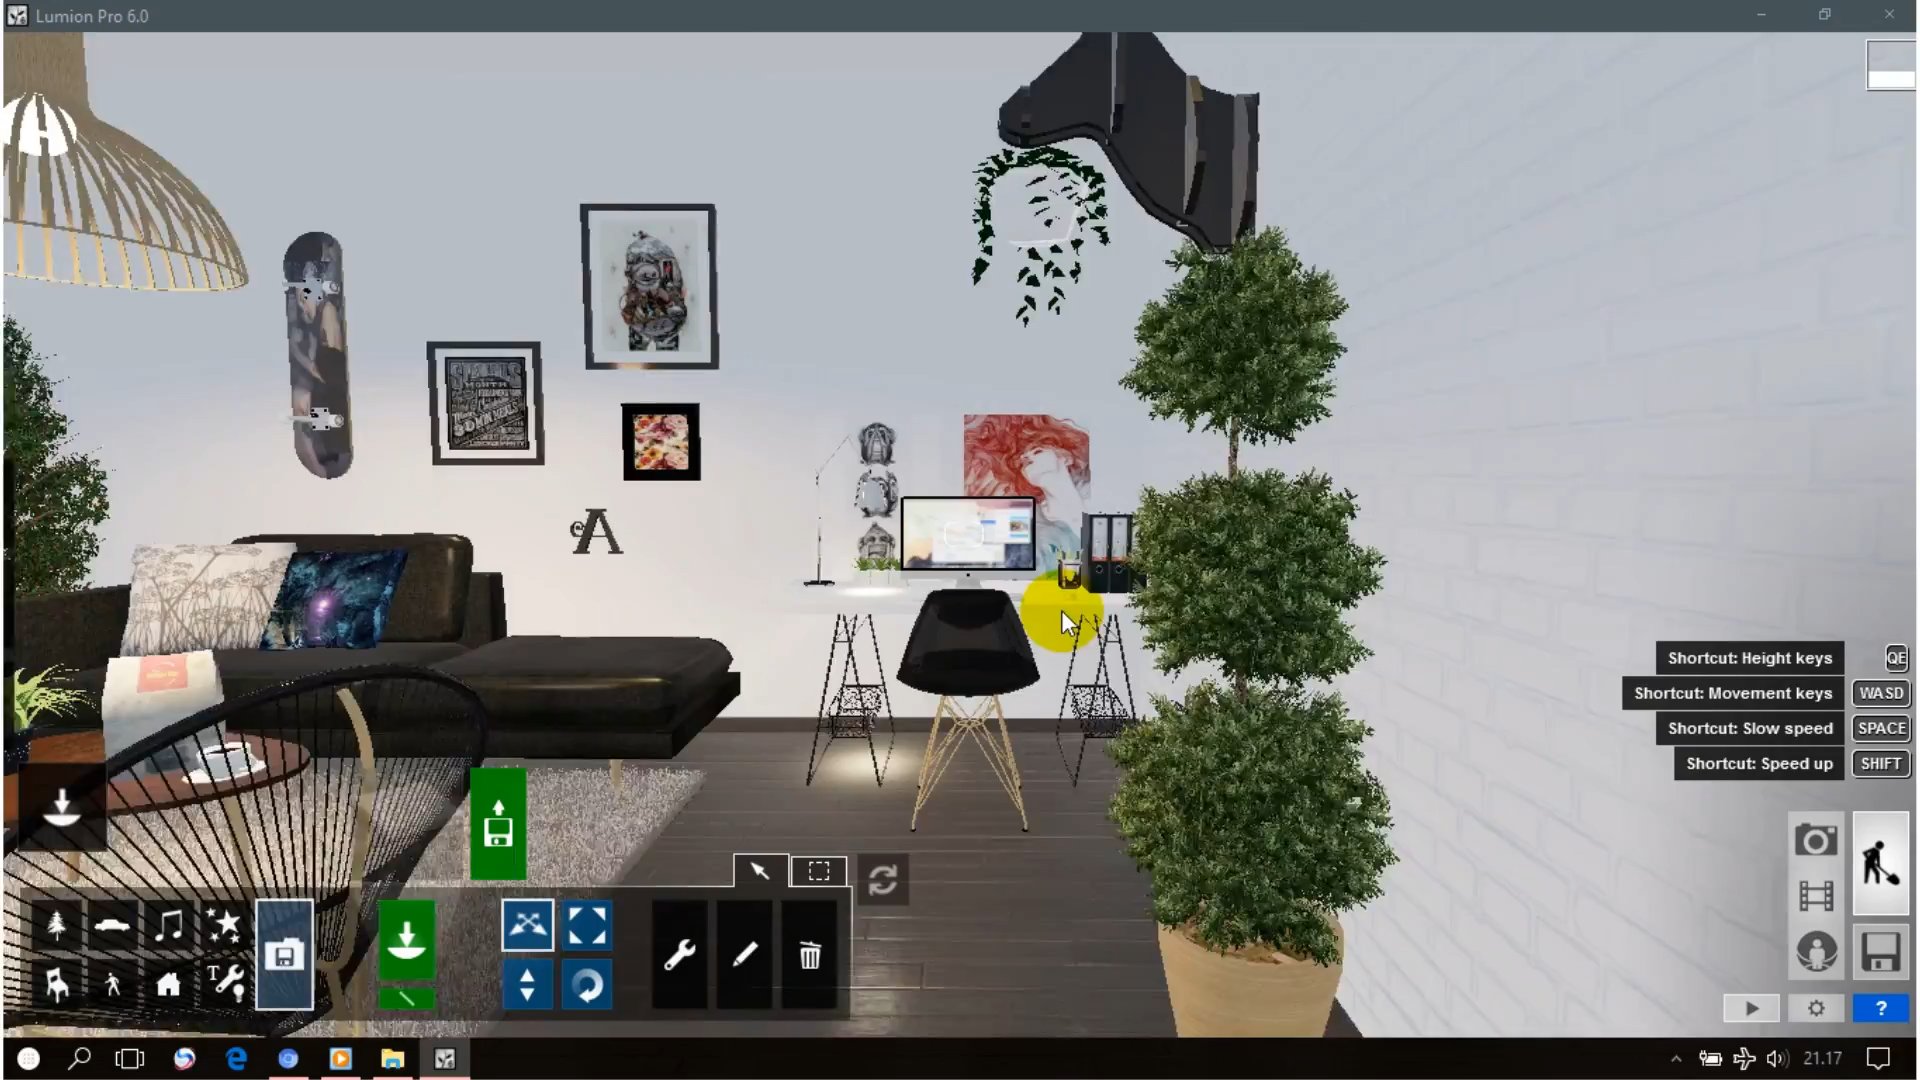 Lumion Pro 6.0
A
Shortcut: Height keys
QE
Shortcut: Movement keys
WASD
Shortcut: Slow speed
SPACE
Shortcut: Speed up
SHIFT
T
?
21.17